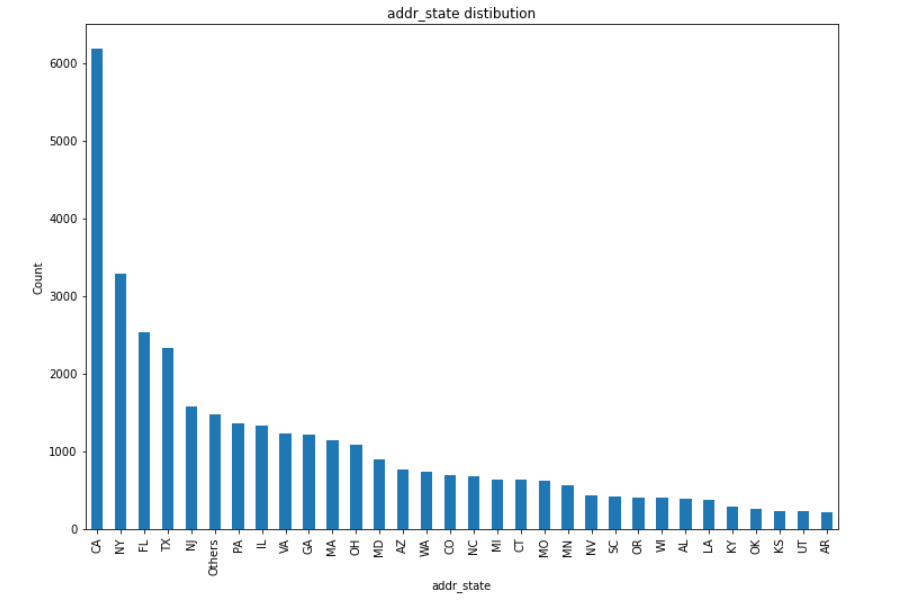 addr_state distibution
Count
6000
5000
4000
3000
2000
1000
0
CA NY FL TX NJ Others PA IL VA GA MA OH MD AZ WA CO NC MI CT MO MN NV SC OR WI AL LA KY OK KS UT AR
addr_state